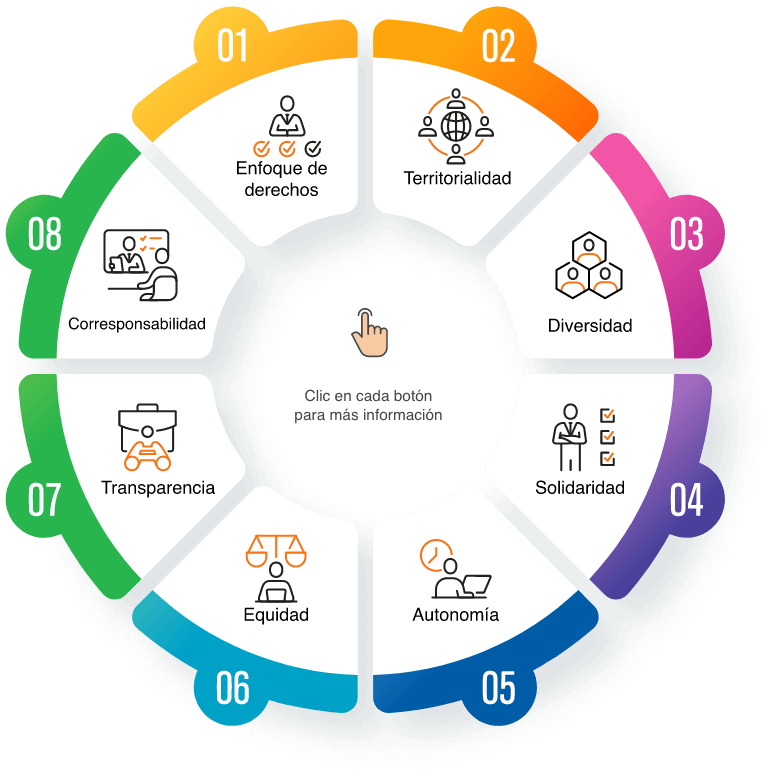 01
Enfoque de
derechos
02
Territorialidad
03
Diversidad
04
Solidaridad
05
Autonomía
06
Equidad
07
Transparencia
08
Corresponsabilidad
Clic en cada botón
para más información